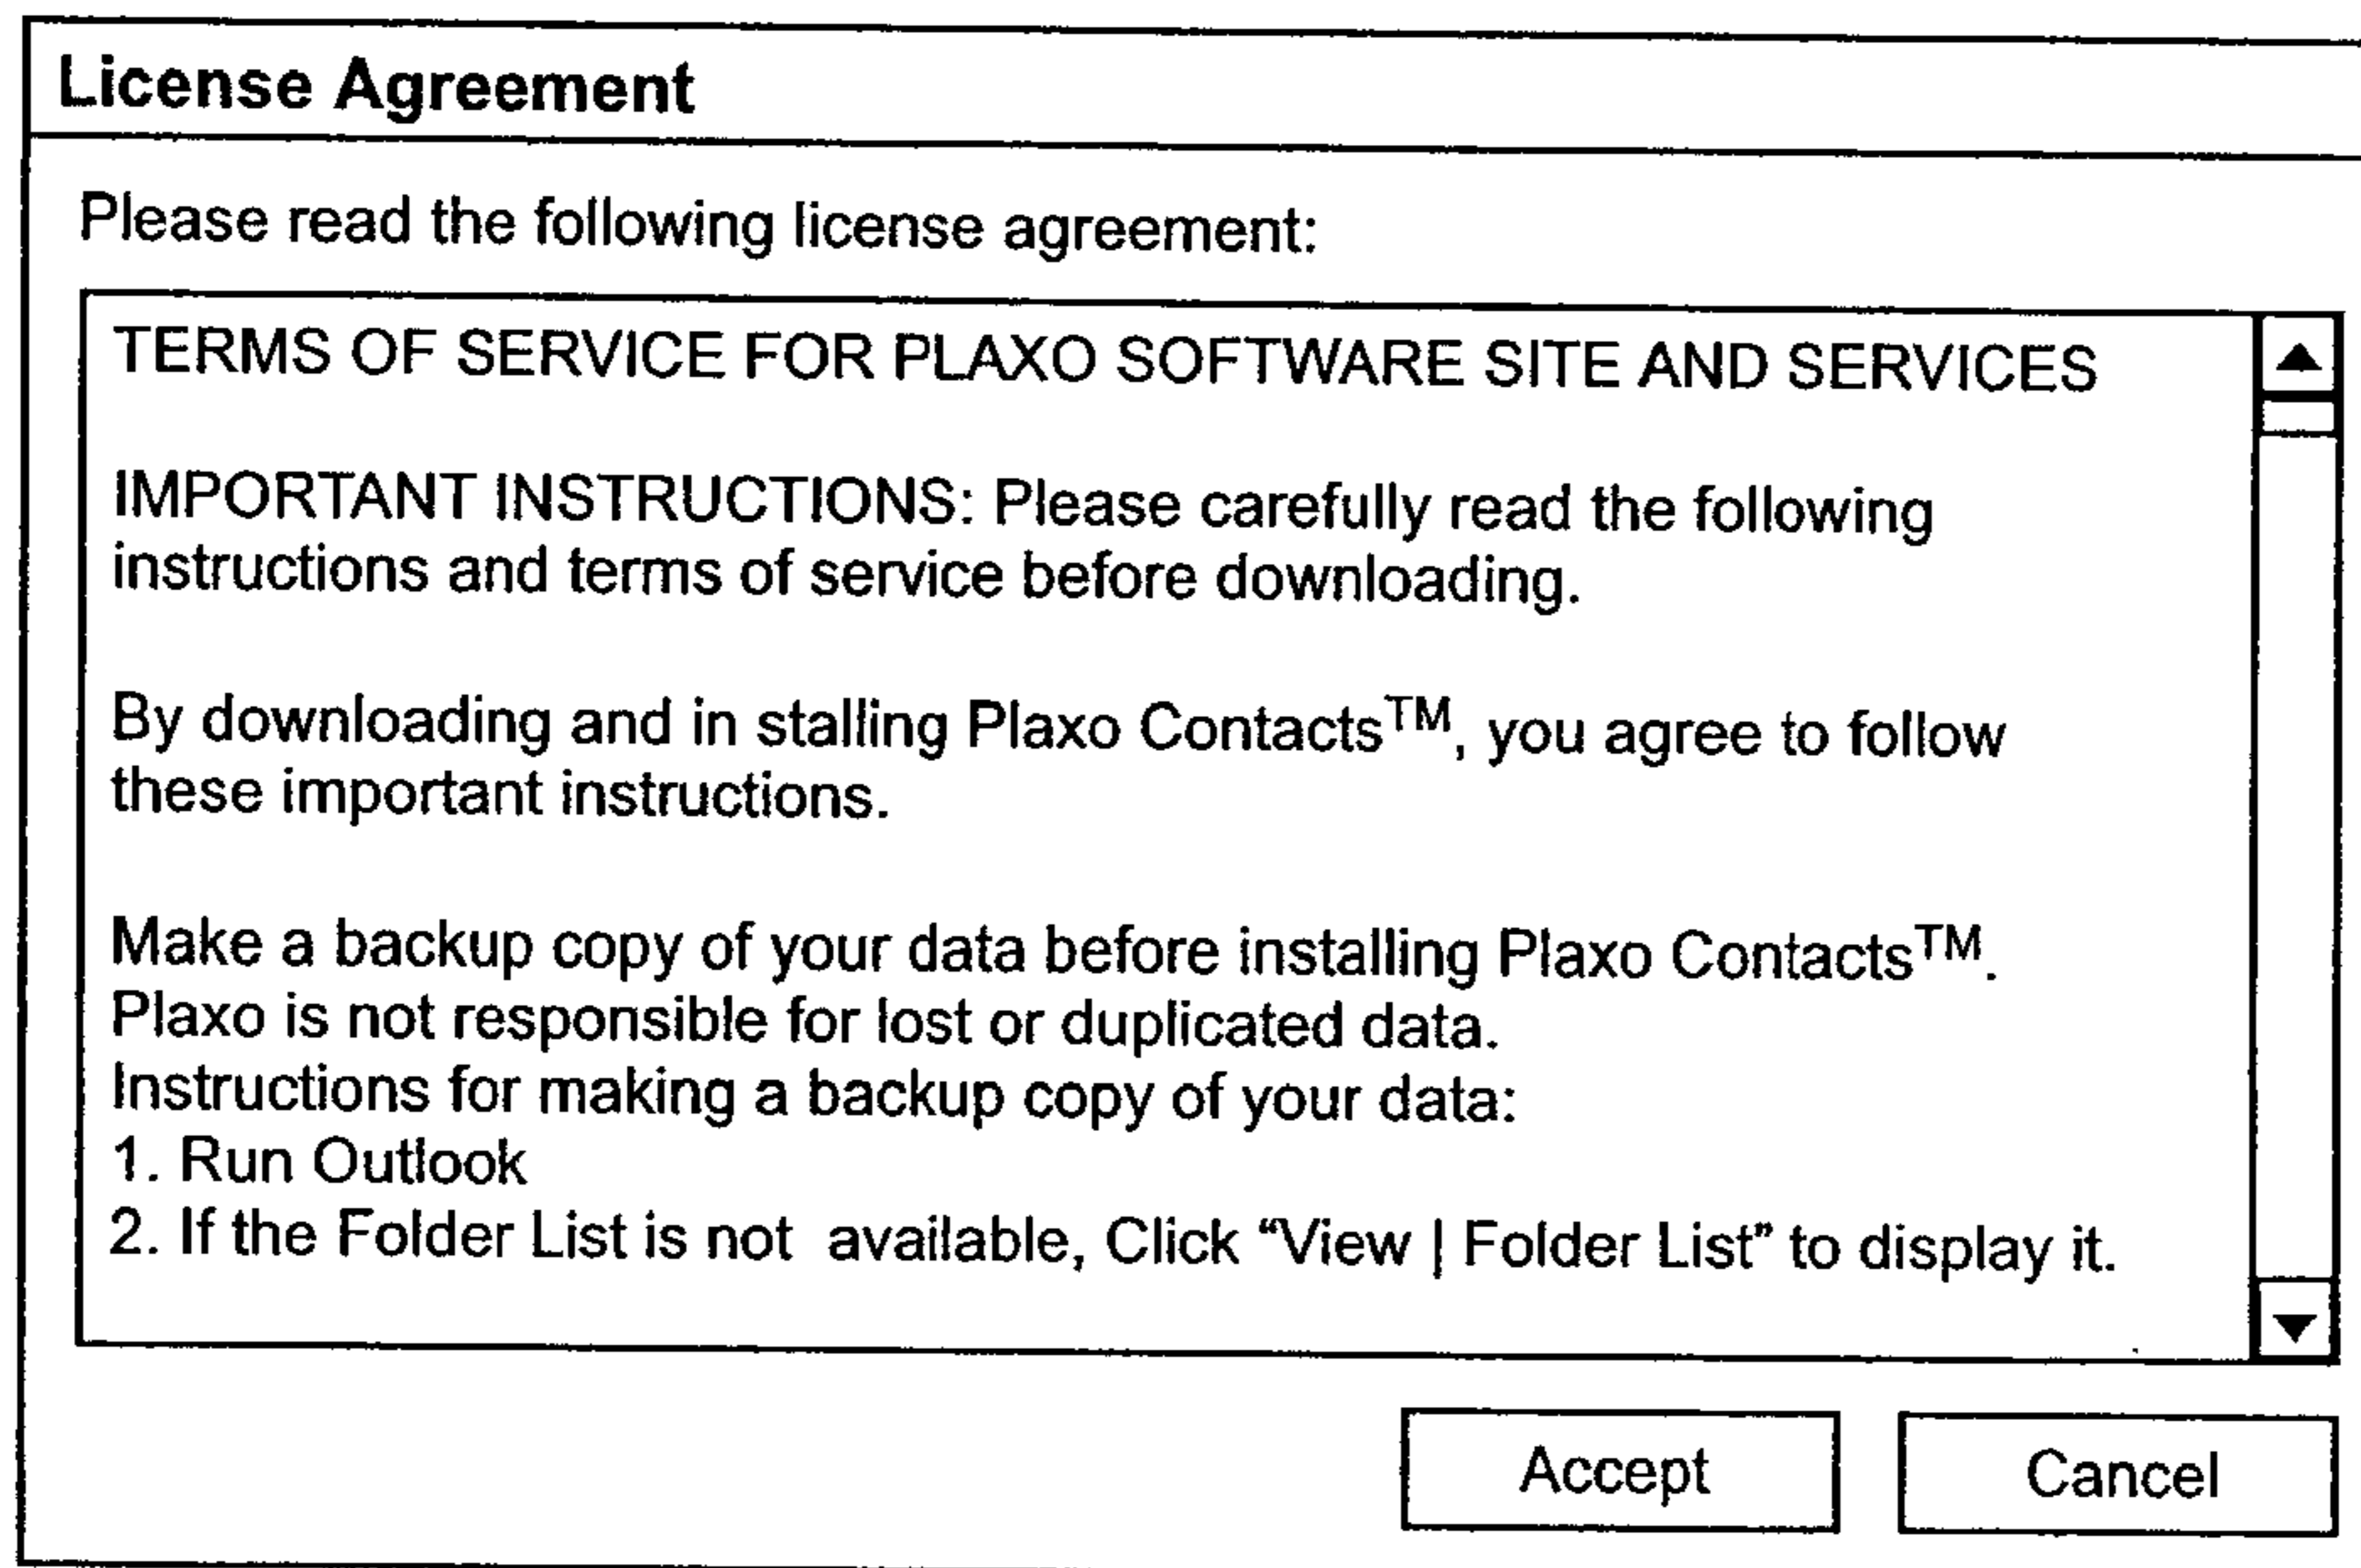 License Agreement
Please read the following license agreement:
TERMS OF SERVICE FOR PLAXO SOFTWARE SITE AND SERVICES
IMPORTANT INSTRUCTIONS: Please carefully read the following
instructions and terms of service before downloading.
By downloading and in stalling Plaxo Contacts™, you agree to follow
these important instructions.
Make a backup copy of your data before installing Plaxo Contacts™.
Plaxo is not responsible for lost or duplicated data.
Instructions for making a backup copy of your data:
1. Run Outlook
2. If the Folder List is not  available, Click “View | Folder List” to display it.
Accept
Cancel